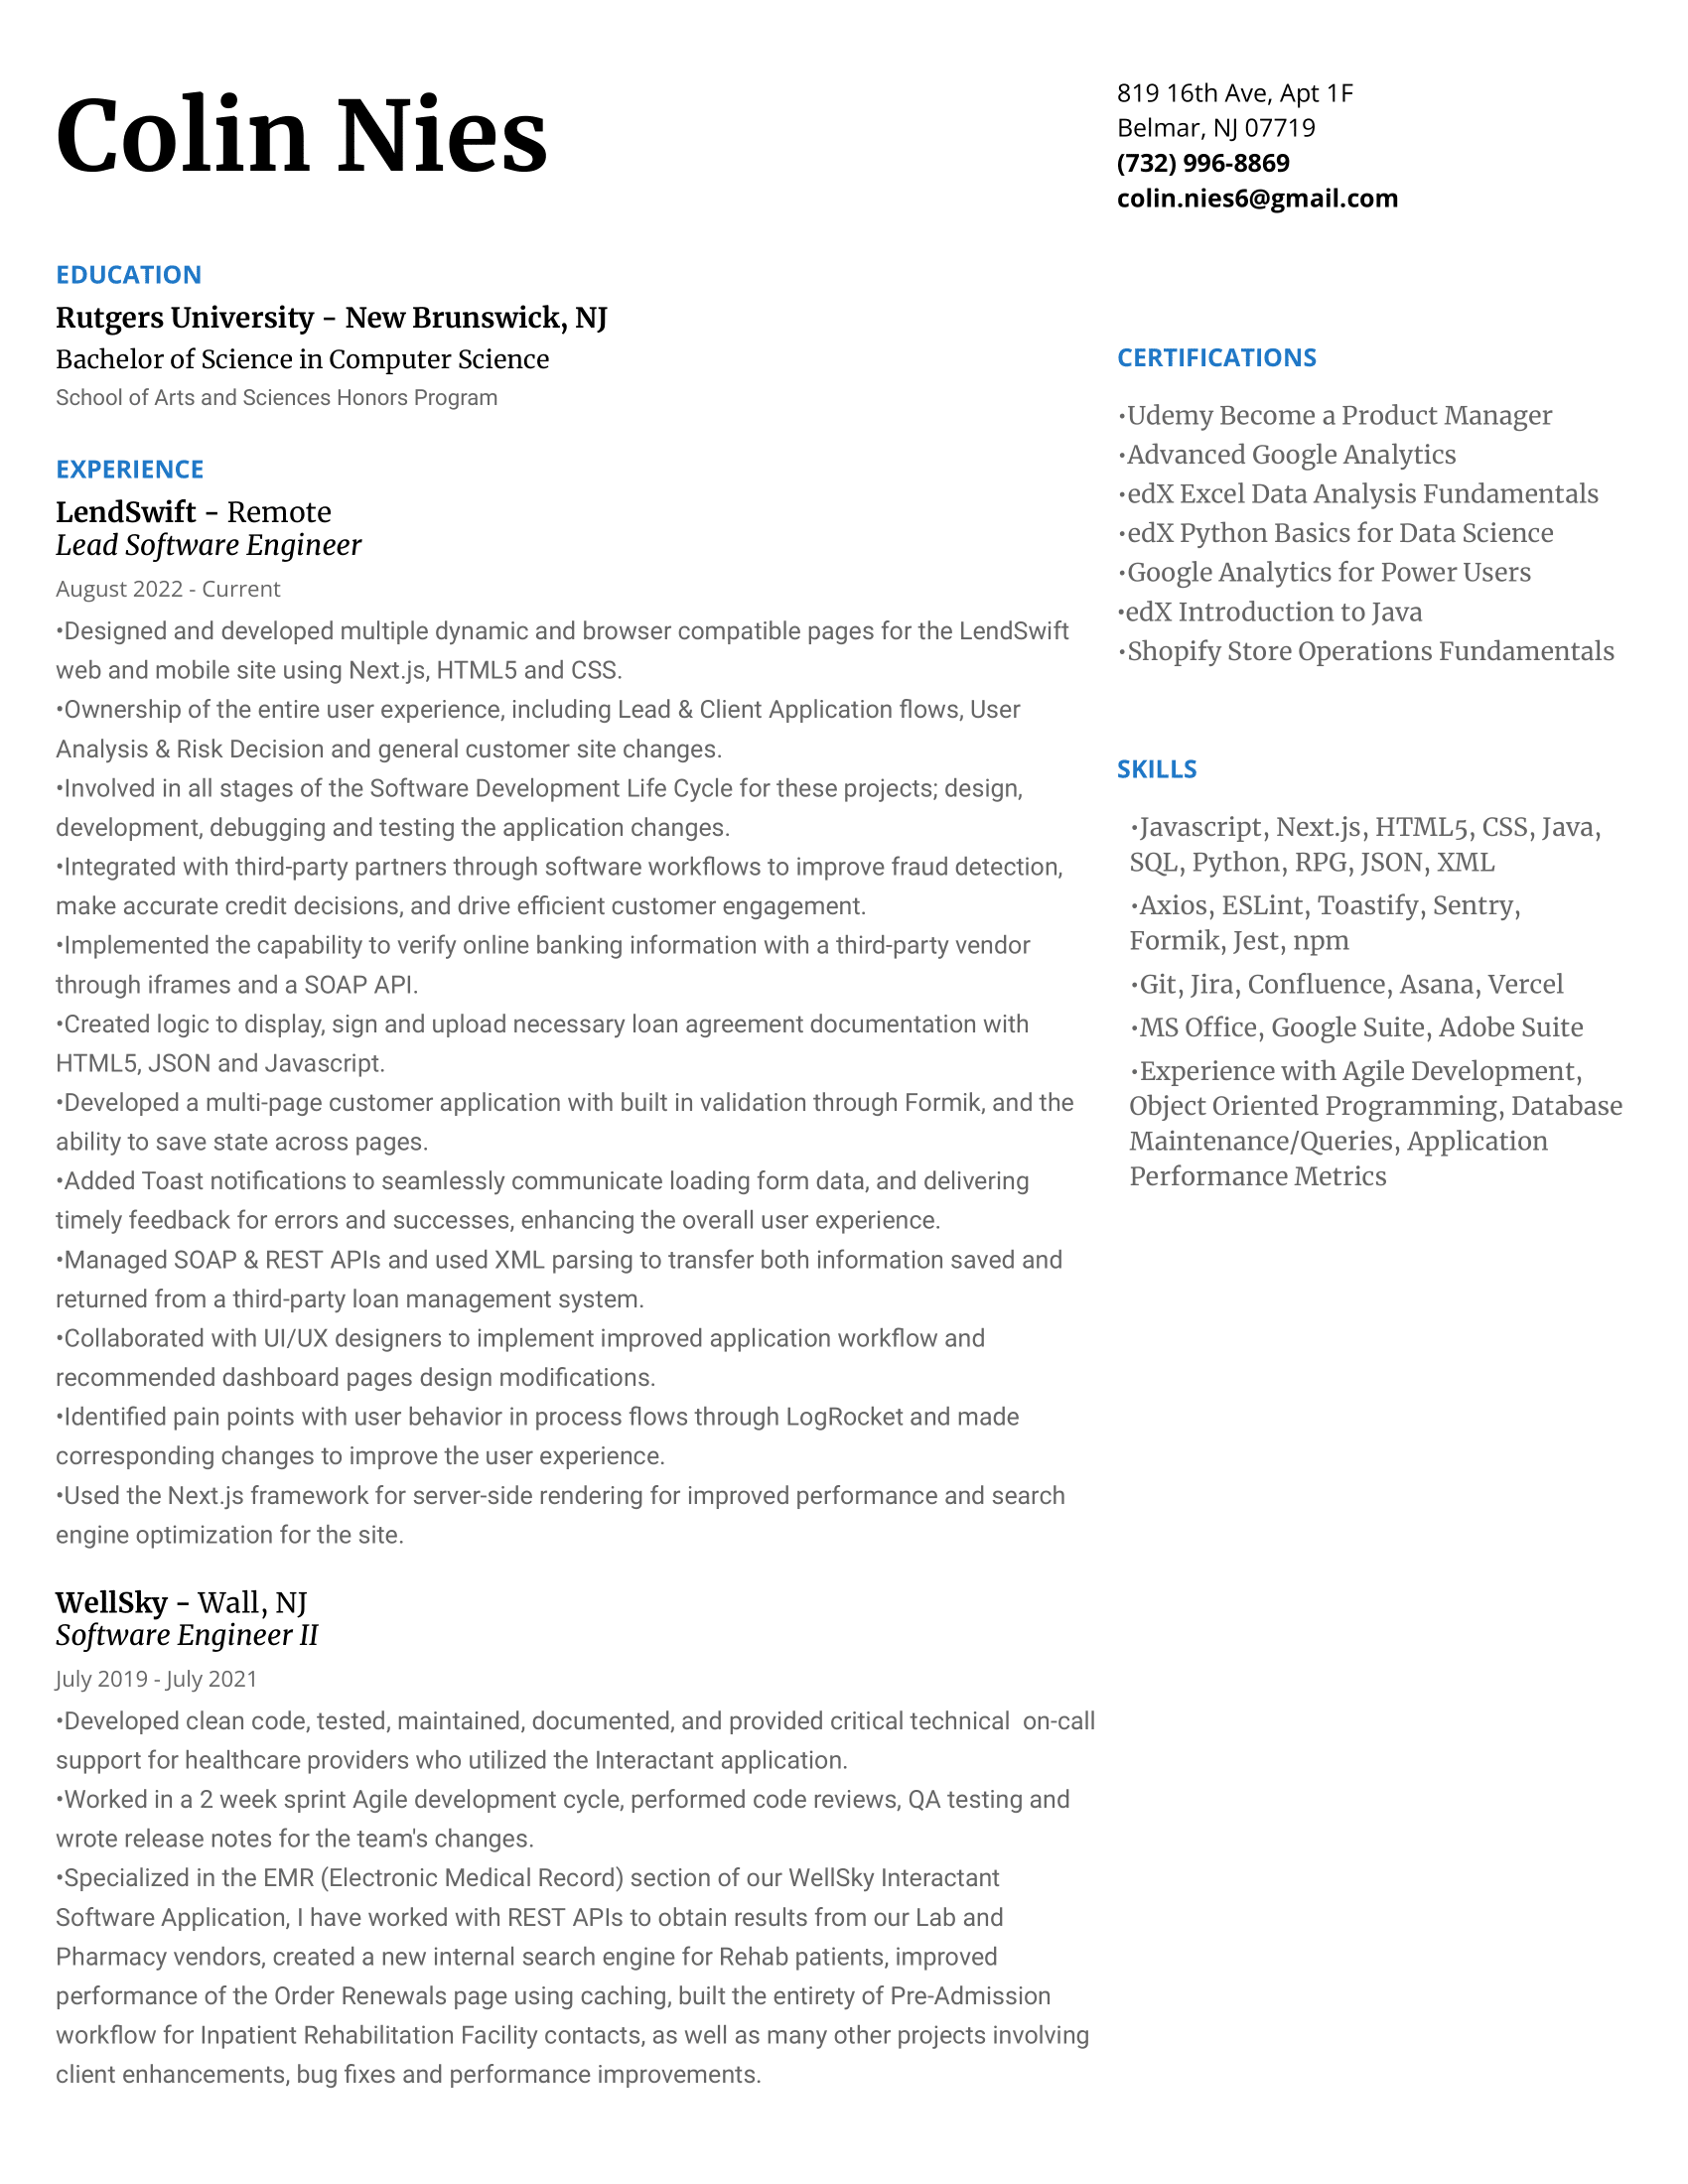 Colin Nies
819 16th Ave, Apt 1F
Belmar, NJ 07719
(732) 996-8869
colin.nies6@gmail.com
EDUCATION
Rutgers University - New Brunswick, NJ
Bachelor of Science in Computer Science
School of Arts and Sciences Honors Program
EXPERIENCE
LendSwift - Remote
Lead Software Engineer
August 2022 - Current
•Designed and developed multiple dynamic and browser compatible pages for the LendSwift
web and mobile site using Next.js, HTML5 and CSS.
•Ownership of the entire user experience, including Lead & Client Application flows, User
Analysis & Risk Decision and general customer site changes.
•Involved in all stages of the Software Development Life Cycle for these projects; design,
development, debugging and testing the application changes.
•Integrated with third-party partners through software workflows to improve fraud detection,
make accurate credit decisions, and drive efficient customer engagement.
•Implemented the capability to verify online banking information with a third-party vendor
through iframes and a SOAP API.
•Created logic to display, sign and upload necessary loan agreement documentation with
HTML5, JSON and Javascript.
•Developed a multi-page customer application with built in validation through Formik, and the
ability to save state across pages.
•Added Toast notifications to seamlessly communicate loading form data, and delivering
timely feedback for errors and successes, enhancing the overall user experience.
•Managed SOAP & REST APIs and used XML parsing to transfer both information saved and
returned from a third-party loan management system.
•Collaborated with UI/UX designers to implement improved application workflow and
recommended dashboard pages design modifications.
•Identified pain points with user behavior in process flows through LogRocket and made
corresponding changes to improve the user experience.
•Used the Next.js framework for server-side rendering for improved performance and search
engine optimization for the site.
WellSky - Wall, NJ
Software Engineer II
July 2019 - July 2021
•Developed clean code, tested, maintained, documented, and provided critical technical  on-call
support for healthcare providers who utilized the Interactant application.
•Worked in a 2 week sprint Agile development cycle, performed code reviews, QA testing and
wrote release notes for the team's changes.
•Specialized in the EMR (Electronic Medical Record) section of our WellSky Interactant
Software Application, I have worked with REST APIs to obtain results from our Lab and
Pharmacy vendors, created a new internal search engine for Rehab patients, improved
performance of the Order Renewals page using caching, built the entirety of Pre-Admission
workflow for Inpatient Rehabilitation Facility contacts, as well as many other projects involving
client enhancements, bug fixes and performance improvements.
CERTIFICATIONS
•Udemy Become a Product Manager
•Advanced Google Analytics
•edX Excel Data Analysis Fundamentals
•edX Python Basics for Data Science
•Google Analytics for Power Users
•edX Introduction to Java
•Shopify Store Operations Fundamentals
SKILLS
•Javascript, Next.js, HTML5, CSS, Java,
SQL, Python, RPG, JSON, XML
•Axios, ESLint, Toastify, Sentry,
Formik, Jest, npm
•Git, Jira, Confluence, Asana, Vercel
•MS Office, Google Suite, Adobe Suite
•Experience with Agile Development,
Object Oriented Programming, Database
Maintenance/Queries, Application
Performance Metrics